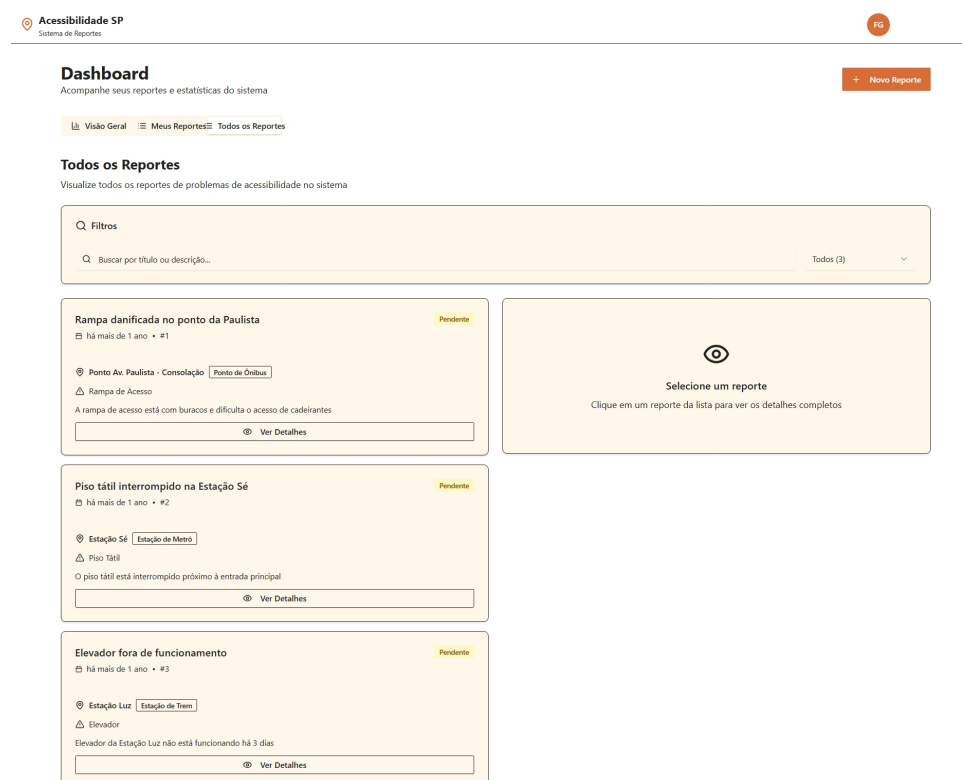 Acessibilidade SP
Sistema de Reportes
FG
Dashboard
Acompanhe seus reportes e estatísticas do sistema
+ Novo Reporte
Visão Geral Meus Reportes Todos os Reportes
Todos os Reportes
Visualize todos os reportes de problemas de acessibilidade no sistema
Filtros
Buscar por título ou descrição...
Todos (3)
Rampa danificada no ponto da Paulista
Pendente
há mais de 1 ano • #1
Ponto Av. Paulista - Consolação Ponto de Ônibus
Rampa de Acesso
A rampa de acesso está com buracos e dificulta o acesso de cadeirantes
Ver Detalhes
Selecione um reporte
Clique em um reporte da lista para ver os detalhes completos
Piso tátil interrompido na Estação Sé
Pendente
há mais de 1 ano • #2
Estação Sé Estação de Metrô
Piso Tátil
O piso tátil está interrompido próximo à entrada principal
Ver Detalhes
Elevador fora de funcionamento
Pendente
há mais de 1 ano • #3
Estação Luz Estação de Trem
Elevador
Elevador da Estação Luz não está funcionando há 3 dias
Ver Detalhes